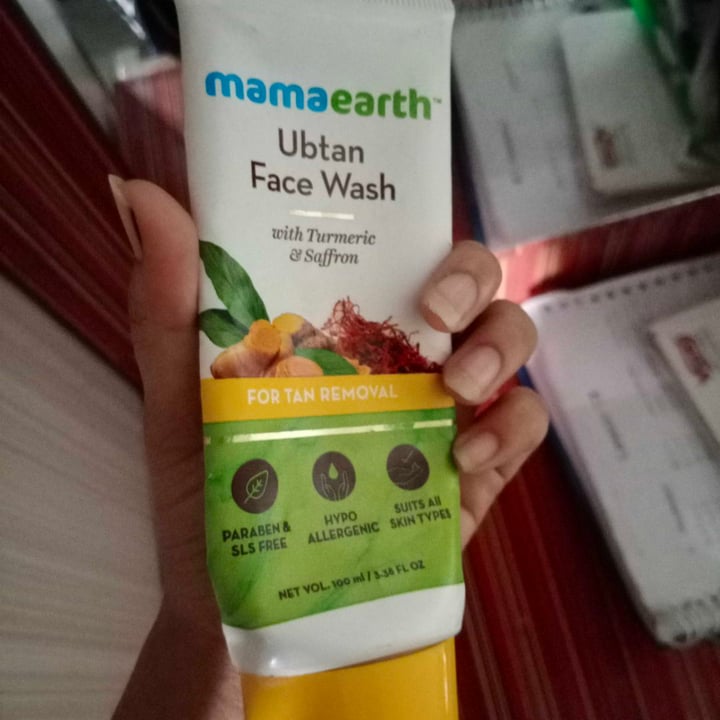 mamaearth™
Ubtan
Face Wash
with Turmeric
& Saffron
FOR TAN REMOVAL
PARABEN &
SLS FREE
HYPO
ALLERGENIC
SUITS All
SKIN TYPES
NET VOL. 100 ml / 3.38 FL OZ